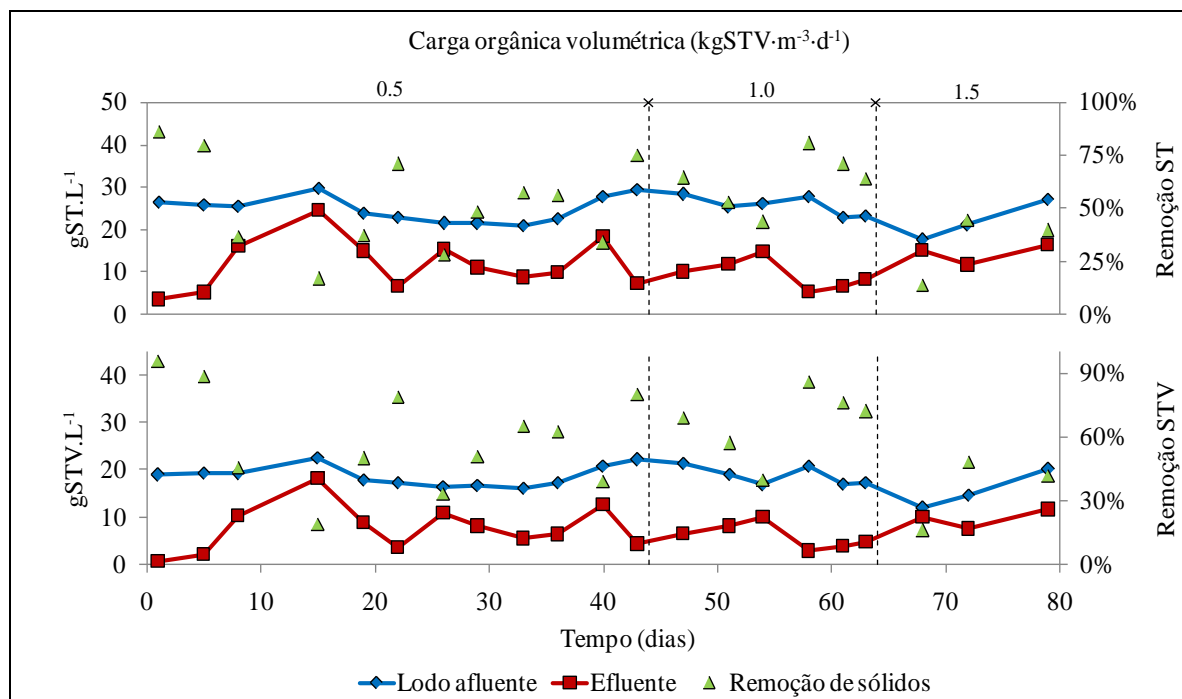 Carga orgânica volumétrica (kgSTV·m-3·d-1)
0.5 1.0 1.5
50 100%
40 75%
30 50%
20 25%
10 0%
0
gST.L-1
Remoção ST
40 90%
30 60%
20 30%
10 0%
0
gSTV.L-1
Remoção STV
0 10 20 30 40 50 60 70 80
Tempo (dias)
Lodo afluente Efluente Remoção de sólidos